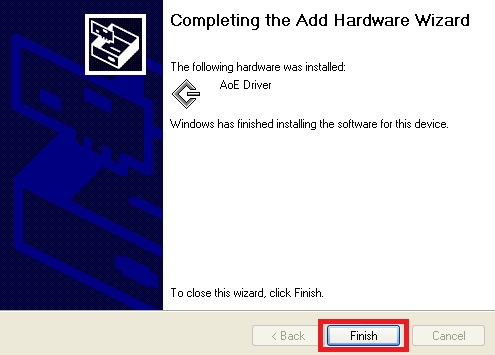 Completing the Add Hardware Wizard
The following hardware was installed:
AoE Driver
Windows has finished installing the software for this device.
To close this wizard, click Finish.
< Back
Finish
Cancel